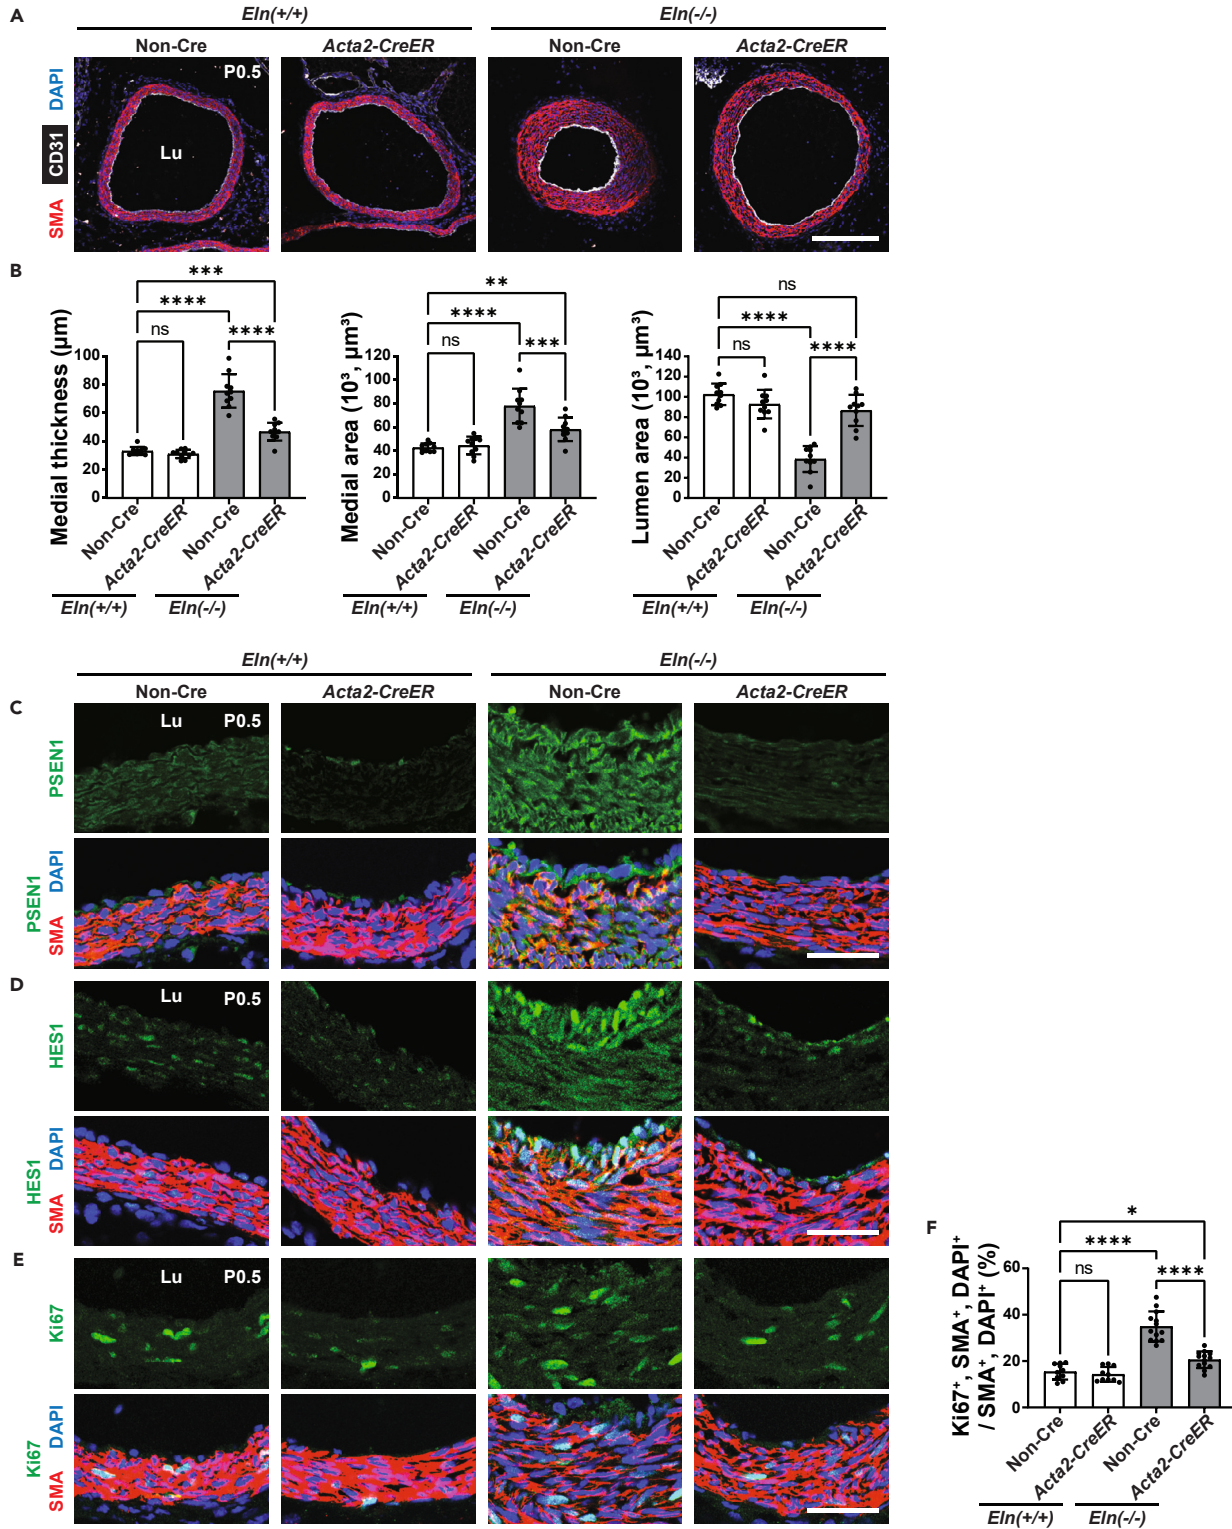 A
Eln(+/+)
Eln(-/-)
Non-Cre
Acta2-CreER
Non-Cre
Acta2-CreER
SMA CD31 DAPI
P0.5
Lu
B
Medial thickness (μm)
100
80
60
40
20
0
***
****
ns
****
Non-Cre
Acta2-CreER
Non-Cre
Acta2-CreER
Eln(+/+)
Eln(-/-)
Medial area (10³, μm³)
120
100
80
60
40
20
0
**
****
ns
***
Non-Cre
Acta2-CreER
Non-Cre
Acta2-CreER
Eln(+/+)
Eln(-/-)
Lumen area (10³, μm³)
140
120
100
80
60
40
20
0
ns
****
ns
****
Non-Cre
Acta2-CreER
Non-Cre
Acta2-CreER
Eln(+/+)
Eln(-/-)
Eln(+/+)
Eln(-/-)
Non-Cre
Acta2-CreER
Non-Cre
Acta2-CreER
C
PSEN1
Lu
P0.5
PSEN1
SMA DAPI
D
HES1
Lu
P0.5
HES1
SMA DAPI
E
Ki67
Lu
P0.5
Ki67
SMA DAPI
F
Ki67⁺, SMA⁺, DAPI⁺
/ SMA⁺, DAPI⁺ (%)
60
40
20
0
*
****
ns
****
Non-Cre
Acta2-CreER
Non-Cre
Acta2-CreER
Eln(+/+)
Eln(-/-)